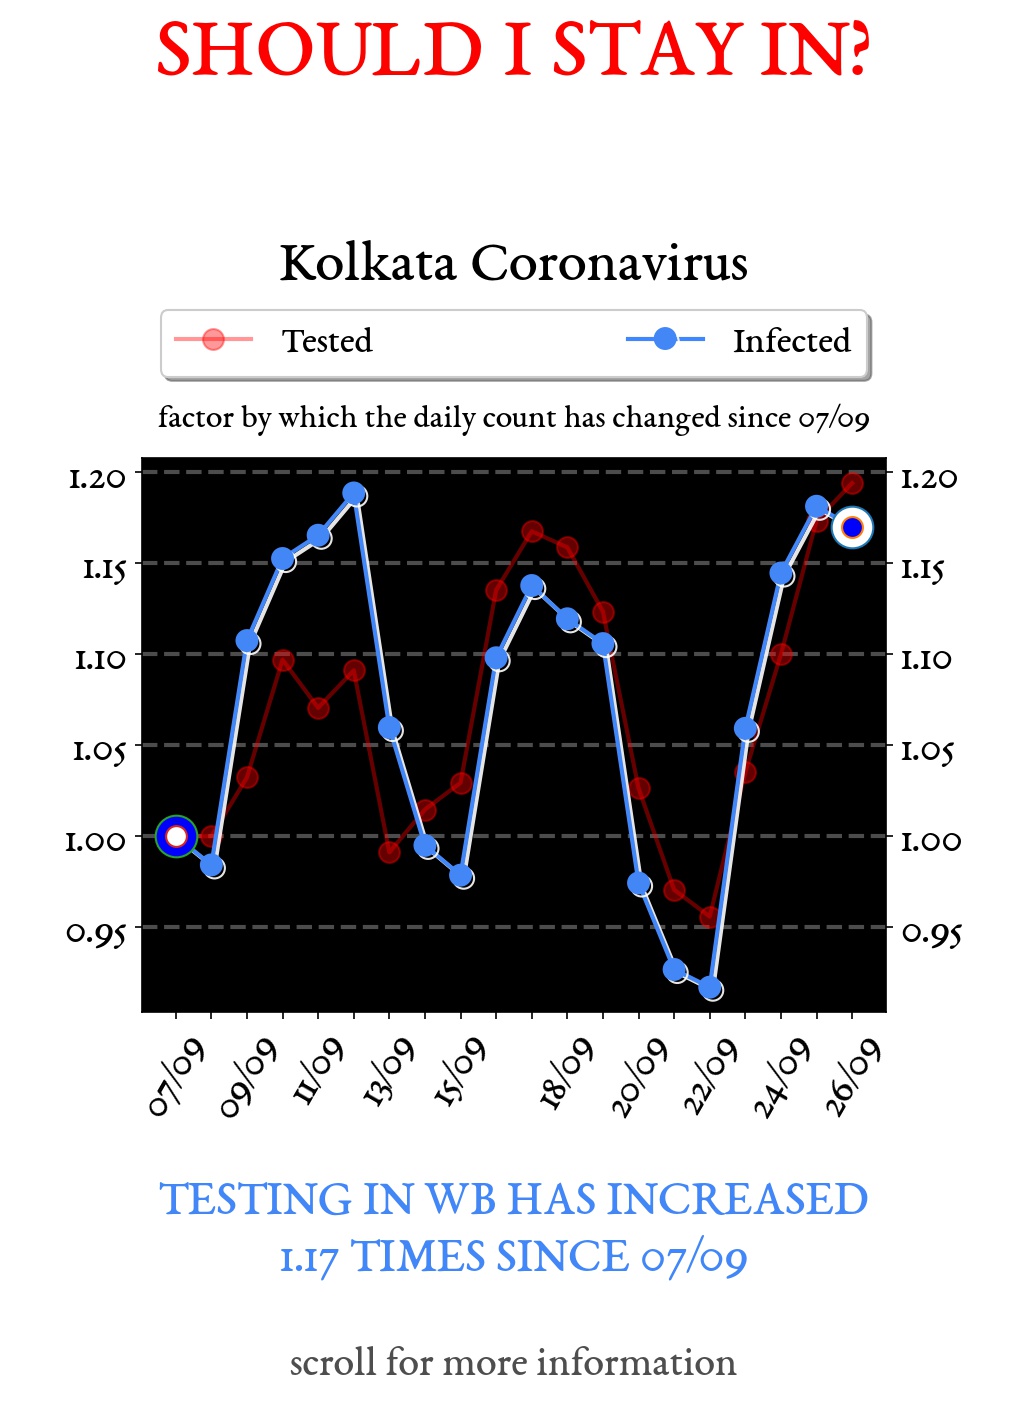 SHOULD I STAY IN?
Kolkata Coronavirus
Tested Infected
factor by which the daily count has changed since 07/09
1.20 1.20
1.15 1.15
1.10 1.10
1.05 1.05
1.00 1.00
0.95 0.95
07/09 09/09 11/09 13/09 15/09 18/09 20/09 22/09 24/09 26/09
TESTING IN WB HAS INCREASED
1.17 TIMES SINCE 07/09
scroll for more information